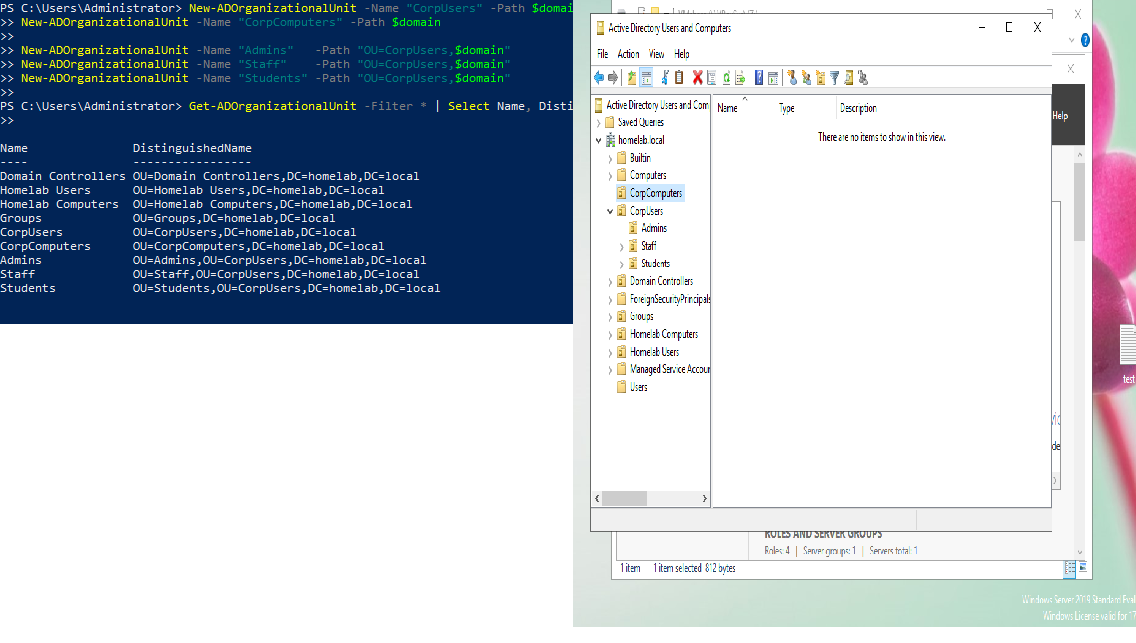 PS C:\Users\Administrator> New-ADOrganizationalUnit -Name "CorpUsers" -Path $domai
>> New-ADOrganizationalUnit -Name "CorpComputers" -Path $domain
>>
>> New-ADOrganizationalUnit -Name "Admins" -Path "OU=CorpUsers,$domain"
>> New-ADOrganizationalUnit -Name "Staff" -Path "OU=CorpUsers,$domain"
>> New-ADOrganizationalUnit -Name "Students" -Path "OU=CorpUsers,$domain"
>>
PS C:\Users\Administrator> Get-ADOrganizationalUnit -Filter * | Select Name, Disti
>>
Name DistinguishedName
---- -----------------
Domain Controllers OU=Domain Controllers,DC=homelab,DC=local
Homelab Users OU=Homelab Users,DC=homelab,DC=local
Homelab Computers OU=Homelab Computers,DC=homelab,DC=local
Groups OU=Groups,DC=homelab,DC=local
CorpUsers OU=CorpUsers,DC=homelab,DC=local
CorpComputers OU=CorpComputers,DC=homelab,DC=local
Admins OU=Admins,OU=CorpUsers,DC=homelab,DC=local
Staff OU=Staff,OU=CorpUsers,DC=homelab,DC=local
Students OU=Students,OU=CorpUsers,DC=homelab,DC=local
Active Directory Users and Computers
File Action View Help
Active Directory Users and Com
Saved Queries
homelab.local
Builtin
Computers
CorpComputers
CorpUsers
Admins
Staff
Students
Domain Controllers
ForeignSecurityPrincipals
Groups
Homelab Computers
Homelab Users
Managed Service Accour
Users
Name Type Description
There are no items to show in this view.
Help
de
ROLES AND SERVER GROUPS
Roles: 4 | Server groups: 1 | Servers total: 1
1 item 1 item selected 812 bytes
test
Windows Server 2019 Standard Eval
Windows License valid for 17